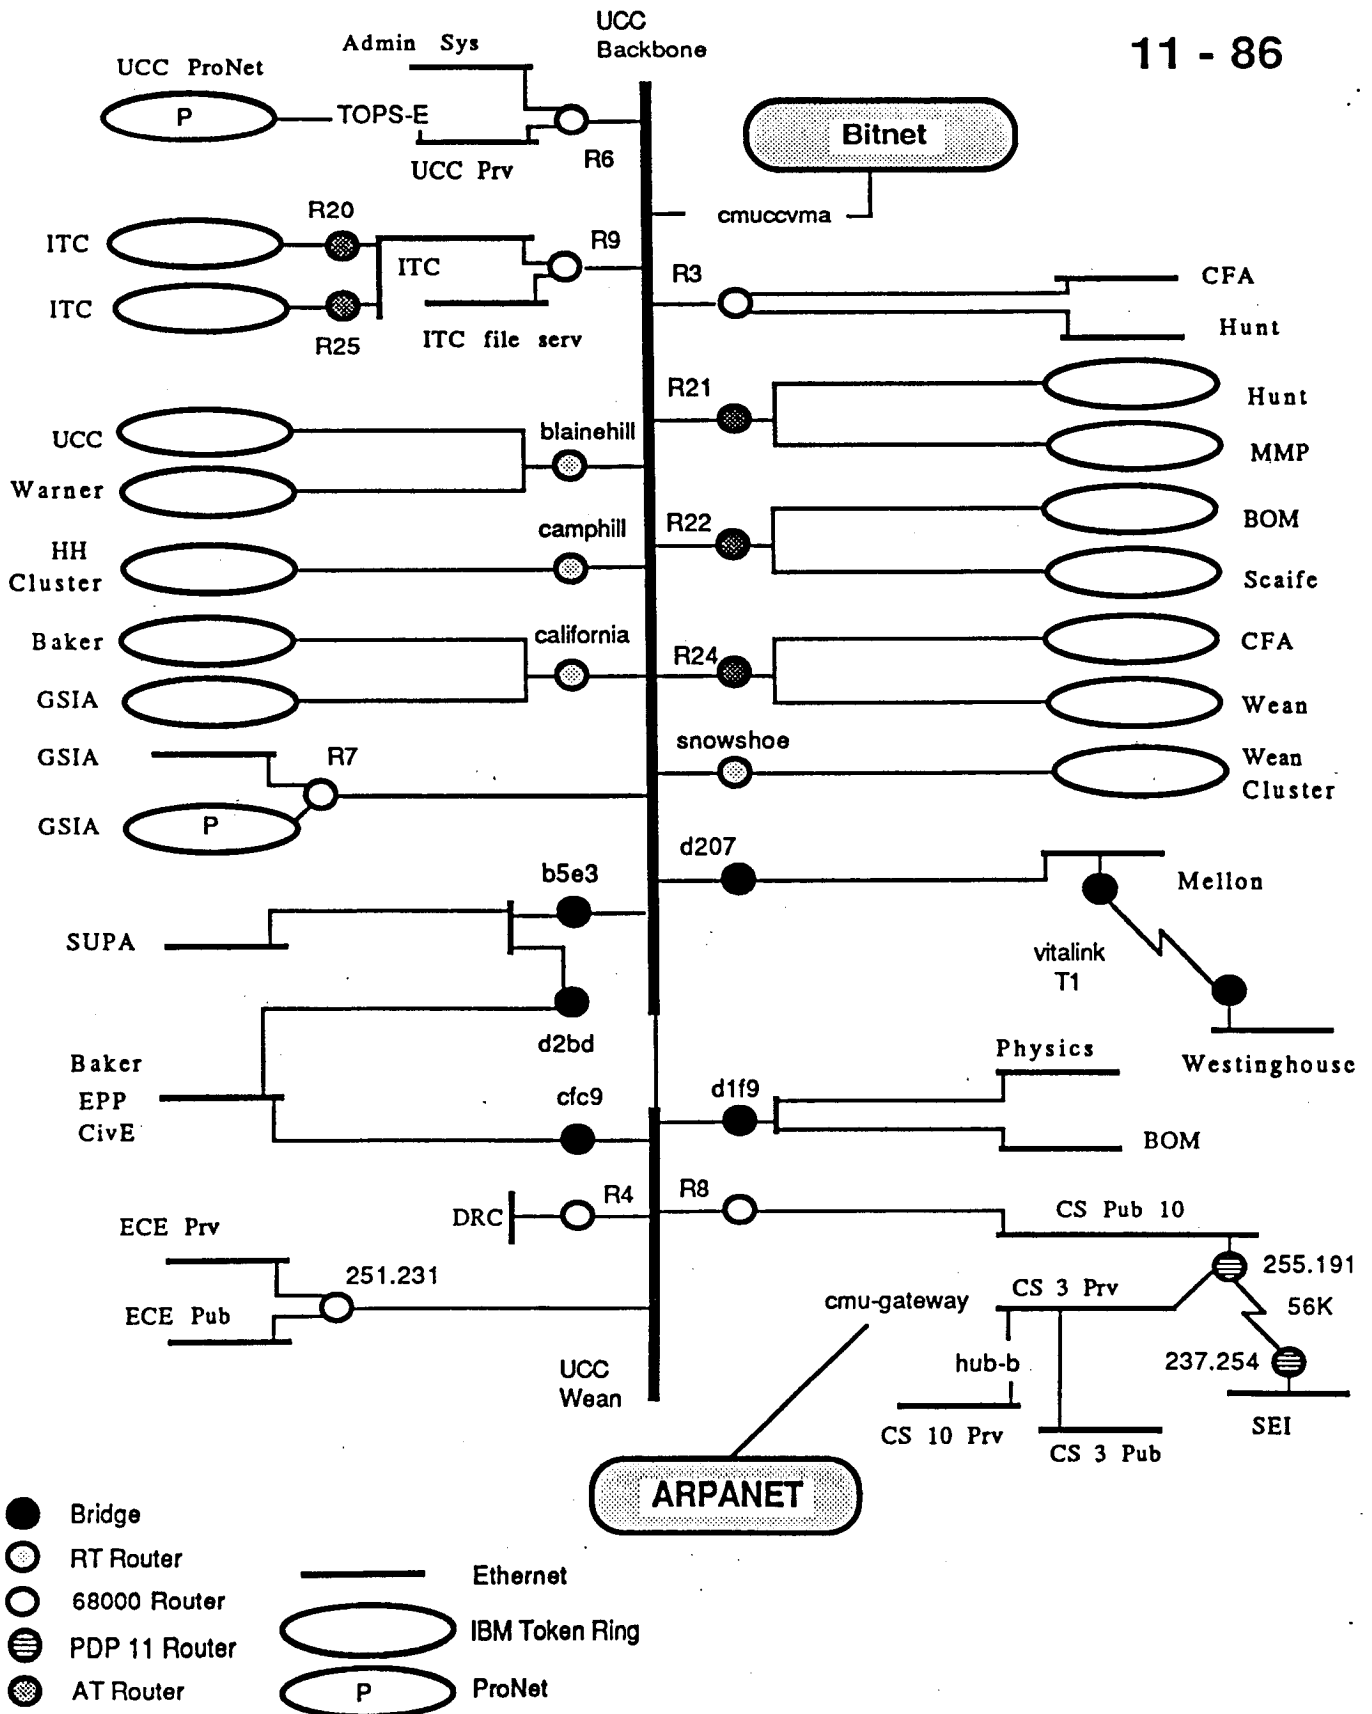 UCC
Backbone
11 - 86
Admin Sys
UCC ProNet
P
TOPS-E
UCC Prv
R6
Bitnet
cmuccvma
R20
ITC
ITC
R9
ITC
R25
ITC file serv
R3
CFA
Hunt
R21
Hunt
MMP
UCC
blainehill
Warner
R22
BOM
Scaife
HH
Cluster
camphill
Baker
california
GSIA
R24
CFA
Wean
GSIA
R7
GSIA
P
snowshoe
Wean
Cluster
d207
Mellon
b5e3
SUPA
vitalink
T1
d2bd
Westinghouse
Baker
EPP
CivE
cfc9
d1f9
Physics
BOM
DRC
R4
R8
CS Pub 10
ECE Prv
251.231
ECE Pub
255.191
CS 3 Prv
56K
cmu-gateway
hub-b
237.254
UCC
Wean
CS 10 Prv
CS 3 Pub
SEI
ARPANET
Bridge
RT Router
68000 Router
PDP 11 Router
AT Router
Ethernet
IBM Token Ring
P
ProNet